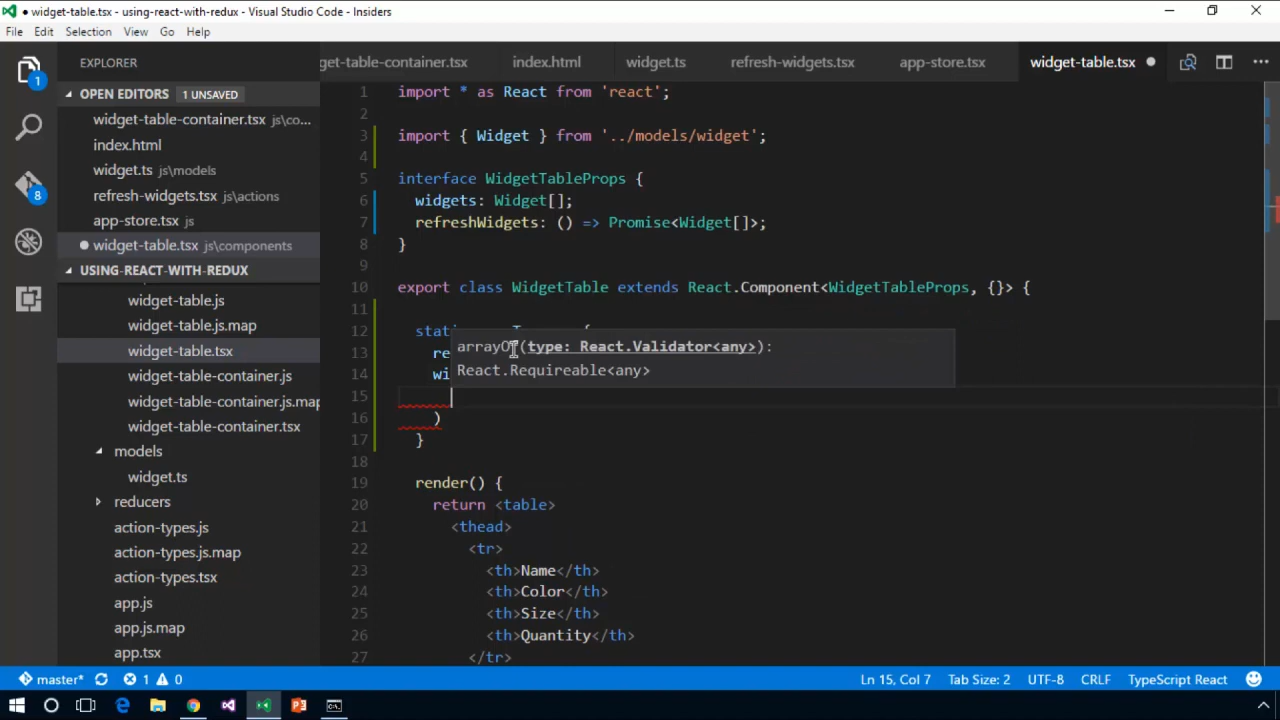 widget-table.tsx - using-react-with-redux - Visual Studio Code - Insiders
File Edit Selection View Go Help
EXPLORER
get-table-container.tsx index.html widget.ts refresh-widgets.tsx app-store.tsx widget-table.tsx
1
OPEN EDITORS 1 UNSAVED
widget-table-container.tsx js\co...
index.html
widget.ts js\models
refresh-widgets.tsx js\actions
app-store.tsx js
widget-table.tsx js\components
8
USING-REACT-WITH-REDUX
widget-table.js
widget-table.js.map
widget-table.tsx
widget-table-container.js
widget-table-container.js.map
widget-table-container.tsx
models
widget.ts
reducers
action-types.js
action-types.js.map
action-types.tsx
app.js
app.js.map
app.tsx
1 import * as React from 'react';
2
3 import { Widget } from '../models/widget';
4
5 interface WidgetTableProps {
6 widgets: Widget[];
7 refreshWidgets: () => Promise<Widget[]>;
8 }
9
10 export class WidgetTable extends React.Component<WidgetTableProps, {}> {
11
12 stati
13 re
14 wi
arrayOf(type: React.Validator<any>):
React.Requireable<any>
15
16 )
17 }
18
19 render() {
20 return <table>
21 <thead>
22 <tr>
23 <th>Name</th>
24 <th>Color</th>
25 <th>Size</th>
26 <th>Quantity</th>
27 </tr>
master* 1 0 Ln 15, Col 7 Tab Size: 2 UTF-8 CRLF TypeScript React